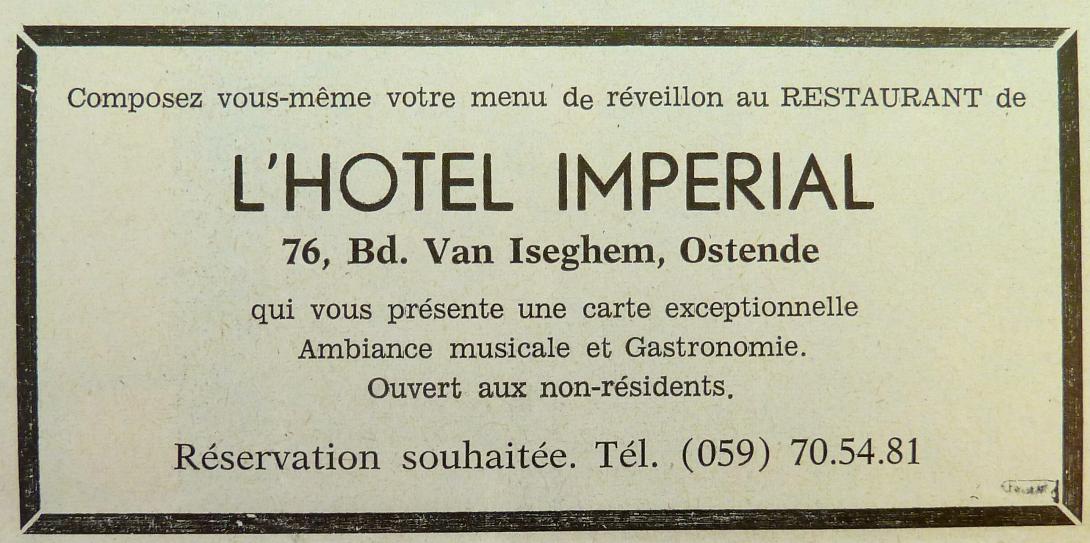 Composez vous-même votre menu de réveillon au RESTAURANT de
L'HOTEL IMPERIAL
76, Bd. Van Iseghem, Ostende
qui vous présente une carte exceptionnelle
Ambiance musicale et Gastronomie.
Ouvert aux non-résidents.
Réservation souhaitée. Tél. (059) 70.54.81